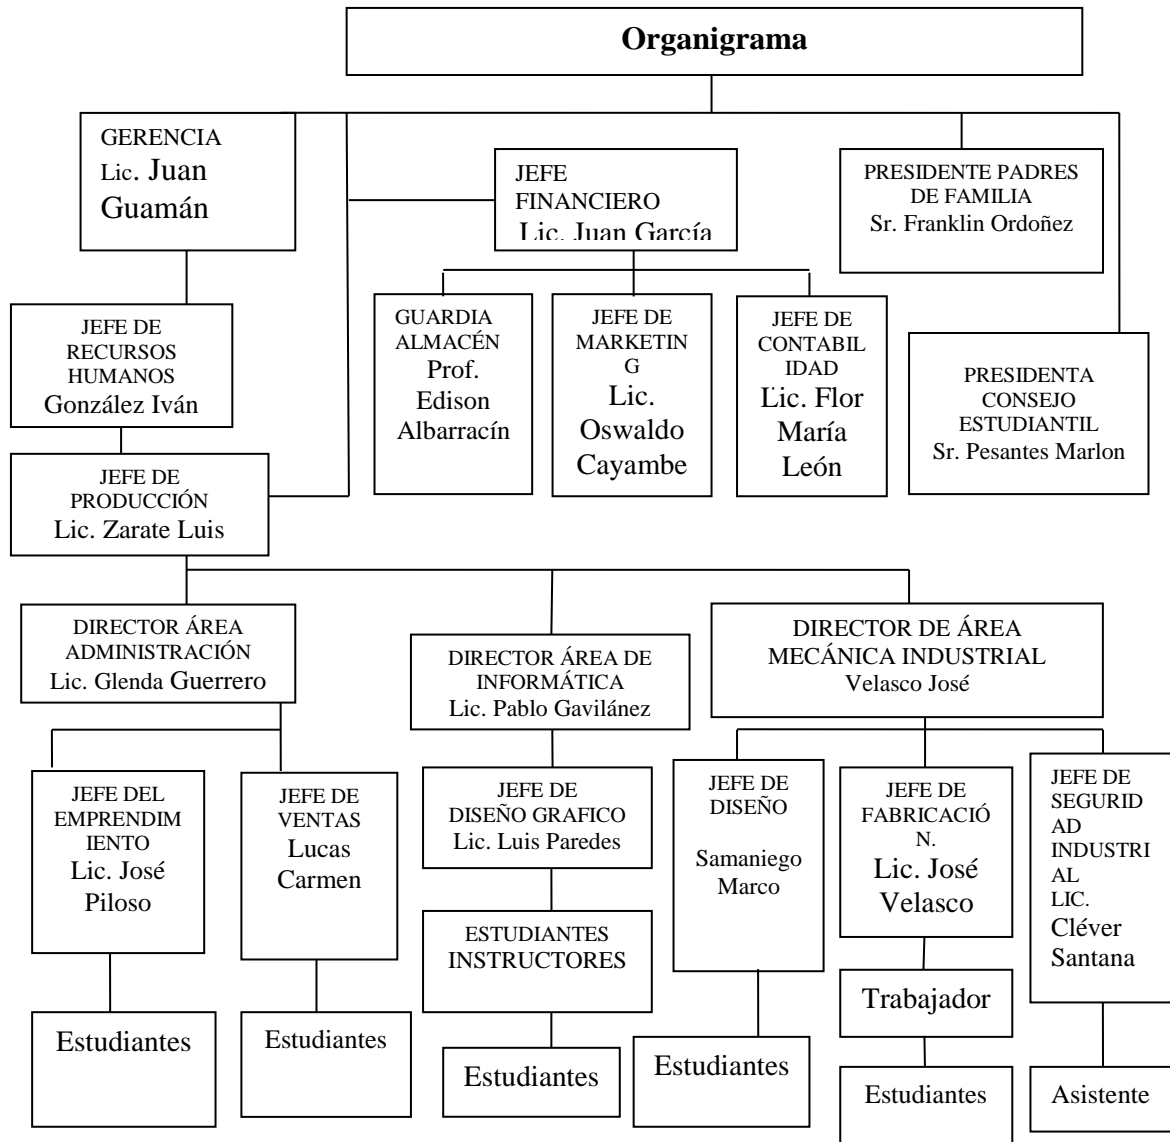 Organigrama
GERENCIA
Lic. Juan
Guamán
JEFE
FINANCIERO
Lic. Juan García
PRESIDENTE PADRES
DE FAMILIA
Sr. Franklin Ordoñez
JEFE DE
RECURSOS
HUMANOS
González Iván
GUARDIA
ALMACÉN
Prof.
Edison
Albarracín
JEFE DE
MARKETIN
G
Lic.
Oswaldo
Cayambe
JEFE DE
CONTABIL
IDAD
Lic. Flor
María
León
PRESIDENTA
CONSEJO
ESTUDIANTIL
Sr. Pesantes Marlon
JEFE DE
PRODUCCIÓN
Lic. Zarate Luis
DIRECTOR ÁREA
ADMINISTRACIÓN
Lic. Glenda Guerrero
DIRECTOR ÁREA DE
INFORMÁTICA
Lic. Pablo Gavilánez
DIRECTOR DE ÁREA
MECÁNICA INDUSTRIAL
Velasco José
JEFE DEL
EMPRENDIM
IENTO
Lic. José
Piloso
JEFE DE
VENTAS
Lucas
Carmen
JEFE DE
DISEÑO GRAFICO
Lic. Luis Paredes
JEFE DE
DISEÑO
Samaniego
Marco
JEFE DE
FABRICACIÓ
N.
Lic. José
Velasco
JEFE DE
SEGURID
AD
INDUSTRI
AL
LIC.
Cléver
Santana
ESTUDIANTES
INSTRUCTORES
Trabajador
Estudiantes
Estudiantes
Estudiantes
Estudiantes
Estudiantes
Asistente